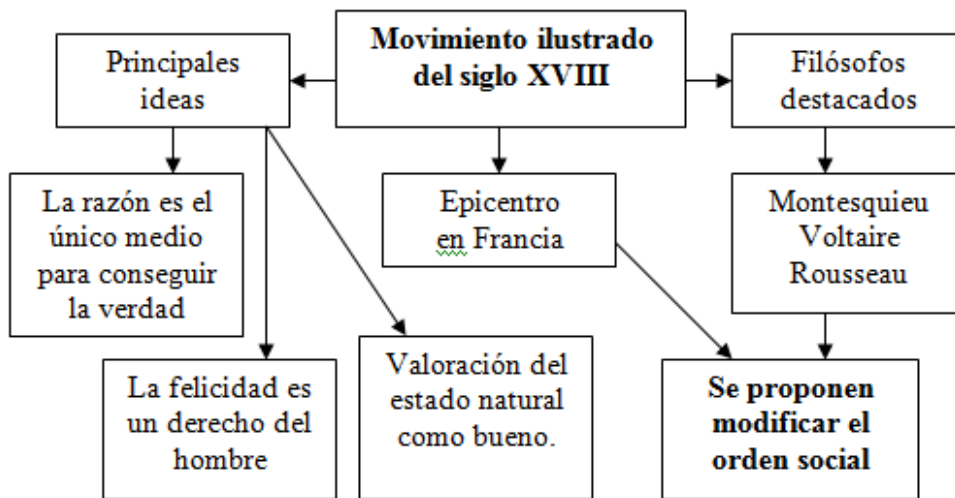 Movimiento ilustrado
del siglo XVIII
Principales
ideas
Filósofos
destacados
La razón es el
único medio
para conseguir
la verdad
Epicentro
en Francia
Montesquieu
Voltaire
Rousseau
La felicidad es
un derecho del
hombre
Valoración del
estado natural
como bueno.
Se proponen
modificar el
orden social